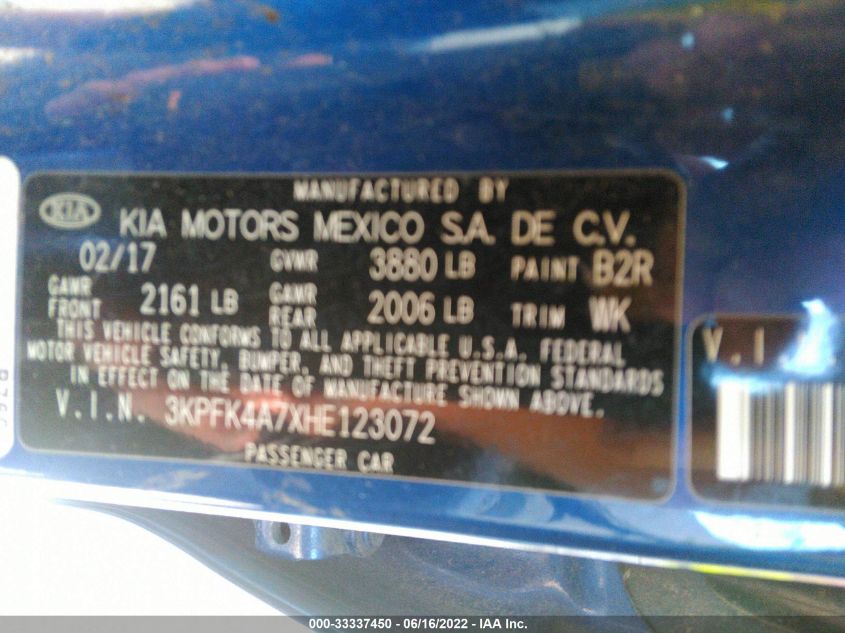 MANUFACTURED BY
KIA KIA MOTORS MEXICO S.A. DE C.V.
02/17 GVWR 3880 LB PAINT B2R
GAWR FRONT 2161 LB GAWR REAR 2006 LB TRIM WK
THIS VEHICLE CONFORMS TO ALL APPLICABLE U.S.A. FEDERAL
MOTOR VEHICLE SAFETY, BUMPER, AND THEFT PREVENTION STANDARDS
IN EFFECT ON THE DATE OF MANUFACTURE SHOWN ABOVE.
V.I.N. 3KPFK4A7XHE123072
PASSENGER CAR
V.I
000-33337450 - 06/16/2022 - IAA Inc.